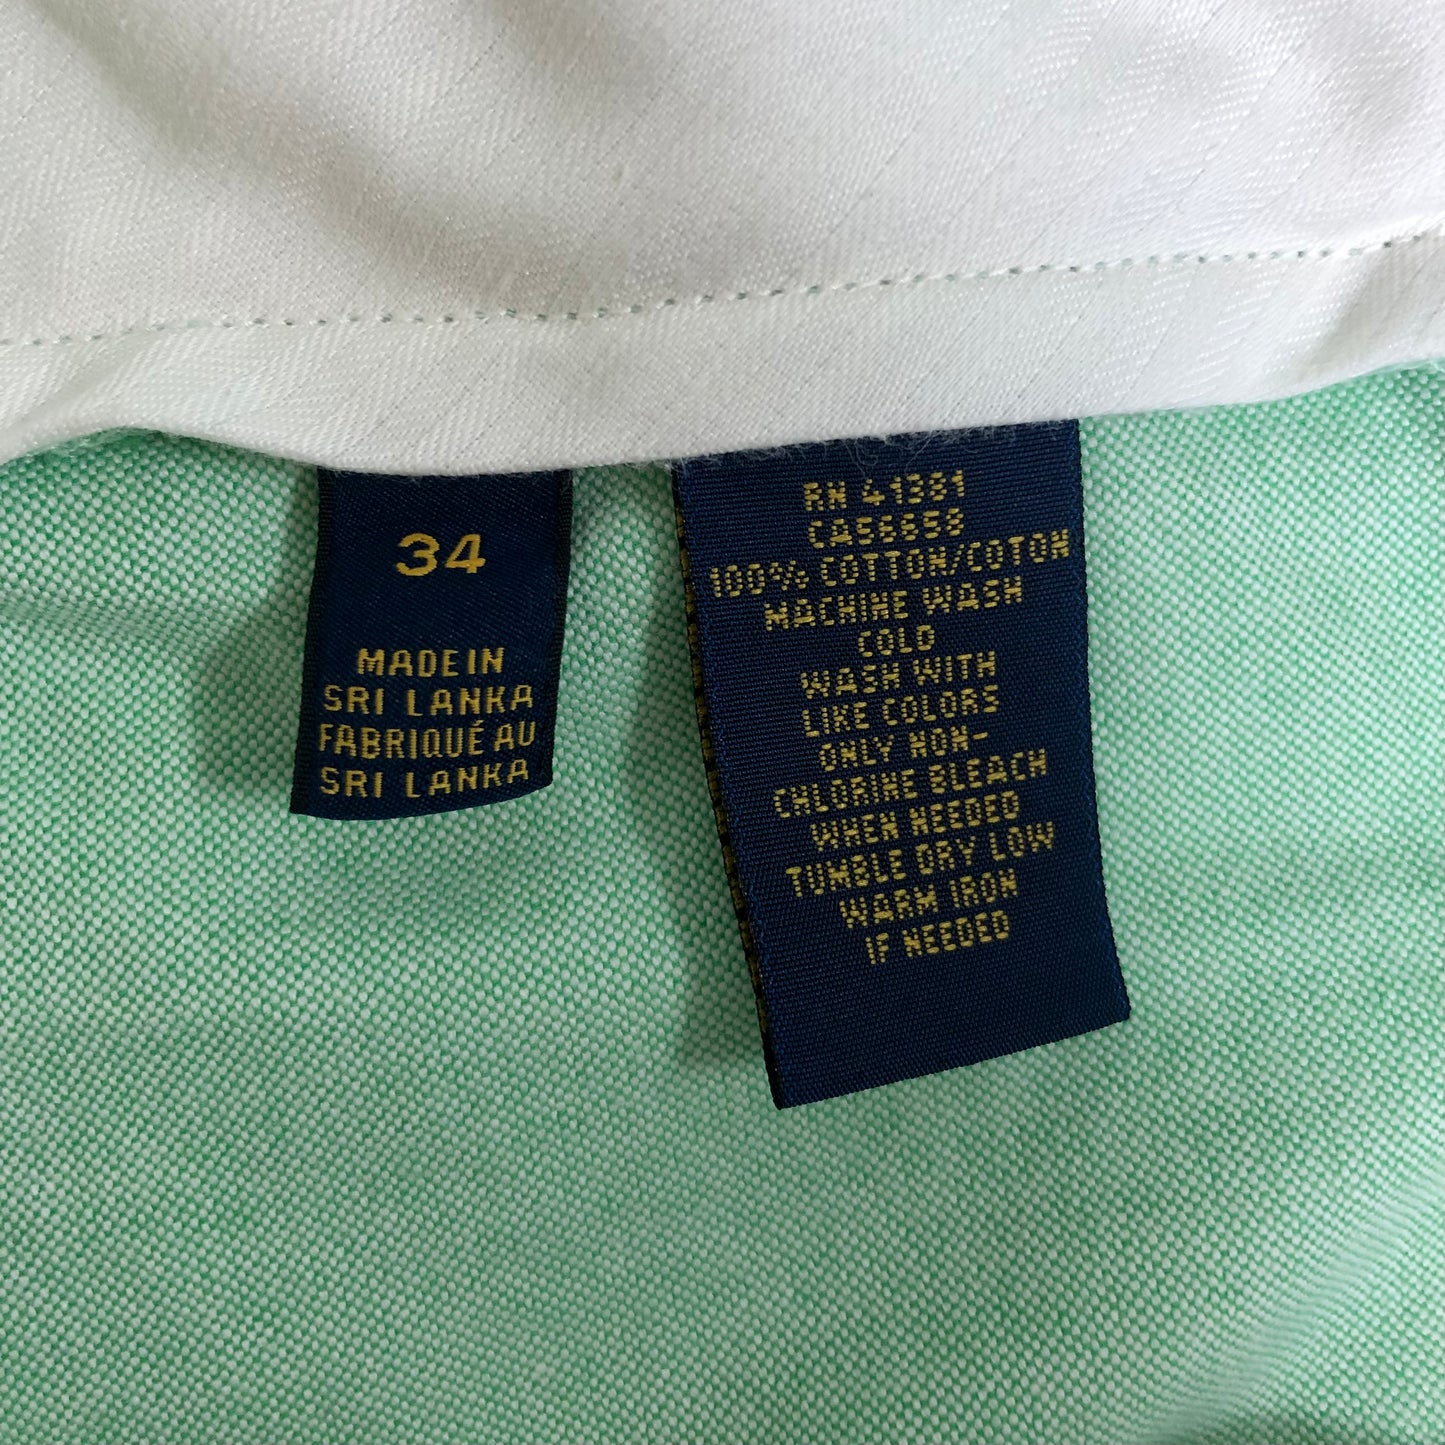 34
MADE IN
SRI LANKA
FABRIQUÉ AU
SRI LANKA
RN 41381
CA56658
100% COTTON/COTON
MACHINE WASH
COLD
WASH WITH
LIKE COLORS
ONLY NON-
CHLORINE BLEACH
WHEN NEEDED
TUMBLE DRY LOW
WARM IRON
IF NEEDED